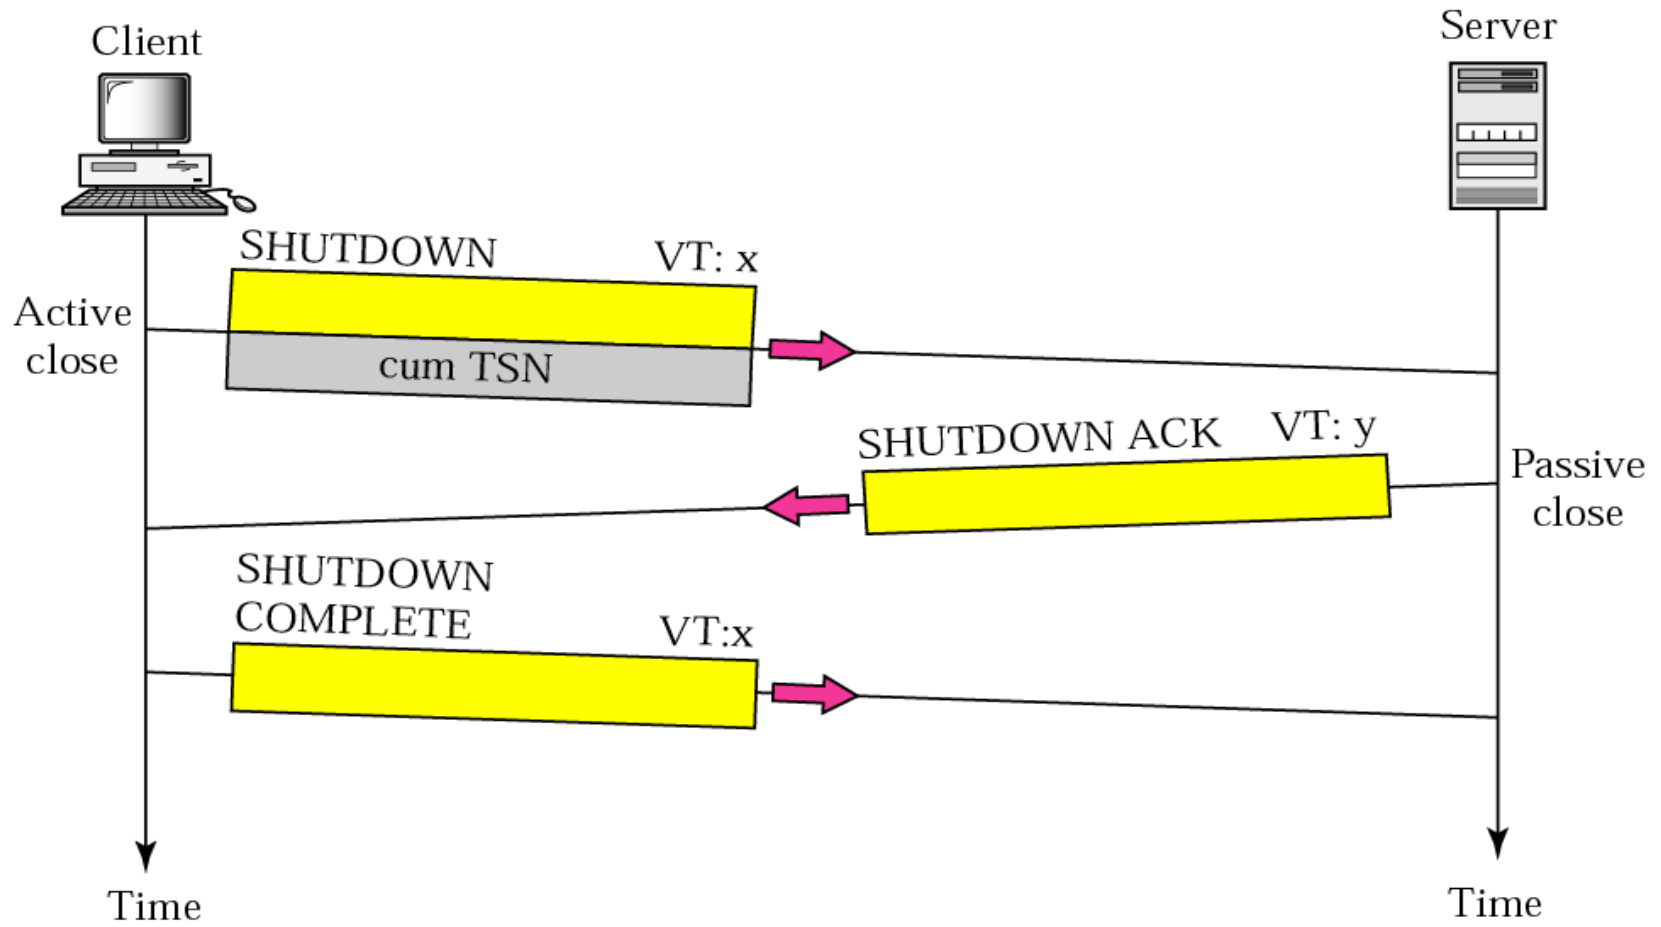 Client
Server
SHUTDOWN VT: x
Active
close
cum TSN
SHUTDOWN ACK VT: y
Passive
close
SHUTDOWN
COMPLETE VT:x
Time
Time